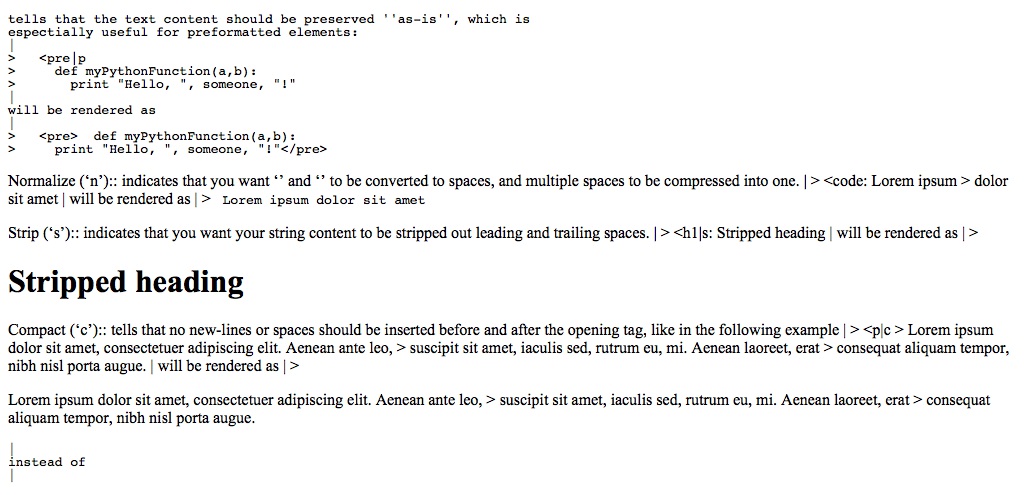 tells that the text content should be preserved ''as-is'', which is
espectially useful for preformatted elements:
|
>   <pre|p
>     def myPythonFunction(a,b):
>       print "Hello, ", someone, "!"
|
will be rendered as
|
>   <pre>  def myPythonFunction(a,b):
>     print "Hello, ", someone, "!"</pre>
Normalize (‘n’):: indicates that you want ‘’ and ‘’ to be converted to spaces, and multiple spaces to be compressed into one. | > <code: Lorem ipsum > dolor
sit amet | will be rendered as | > Lorem ipsum dolor sit amet
Strip (‘s’):: indicates that you want your string content to be stripped out leading and trailing spaces. | > <h1|s: Stripped heading | will be rendered as | >
Stripped heading
Compact (‘c’):: tells that no new-lines or spaces should be inserted before and after the opening tag, like in the following example | > <p|c > Lorem ipsum
dolor sit amet, consectetuer adipiscing elit. Aenean ante leo, > suscipit sit amet, iaculis sed, rutrum eu, mi. Aenean laoreet, erat > consequat aliquam tempor,
nibh nisl porta augue. | will be rendered as | >
Lorem ipsum dolor sit amet, consectetuer adipiscing elit. Aenean ante leo, > suscipit sit amet, iaculis sed, rutrum eu, mi. Aenean laoreet, erat > consequat
aliquam tempor, nibh nisl porta augue.
|
instead of
|